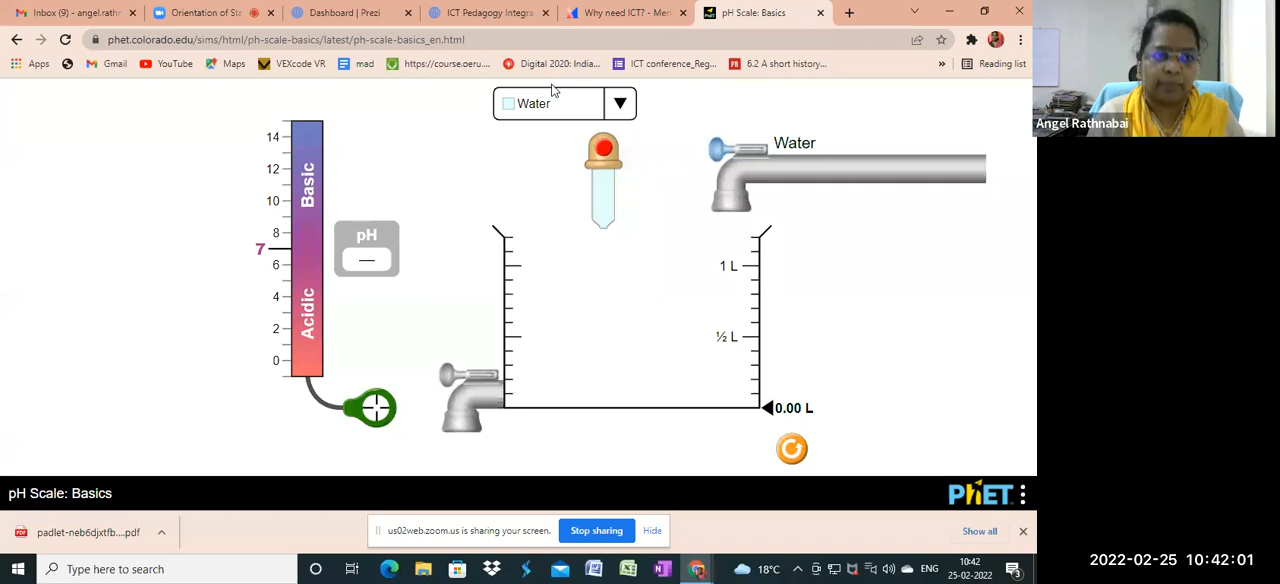 Inbox (9) - angel.rathn
Orientation of Sta
Dashboard | Prezi
ICT Pedagogy Integra
Why need ICT? - Men
pH Scale: Basics
phet.colorado.edu/sims/html/ph-scale-basics/latest/ph-scale-basics_en.html
Apps
Gmail
YouTube
Maps
VEXcode VR
mad
https://course.oeru....
Digital 2020: India...
ICT conference_Reg...
6.2 A short history...
»
Reading list
Angel Rathnabai
Water
Water
14
12
10
8
7
6
4
2
0
Basic
Acidic
pH
—
1 L
½ L
0.00 L
pH Scale: Basics
PhET
padlet-neb6djxtfb....pdf
us02web.zoom.us is sharing your screen.
Stop sharing
Hide
Show all
Type here to search
18°C
ENG
10:42
25-02-2022
3
2022-02-25 10:42:01